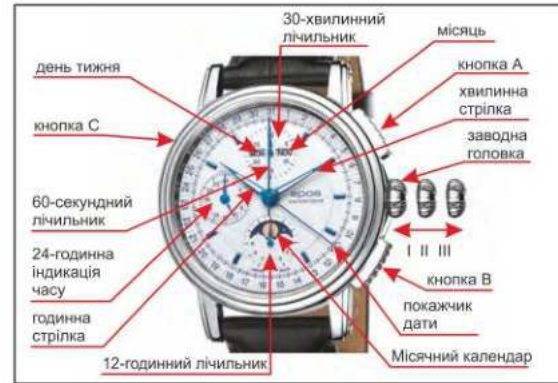 30-хвилинний
лічильник
місяць
день тижня
кнопка А
хвилинна
стрілка
кнопка С
заводна
головка
60-секундний
лічильник
epos
24-годинна
індикація
часу
I II III
кнопка В
годинна
стрілка
покажчик
дати
12-годинний лічильник
Місячний календар